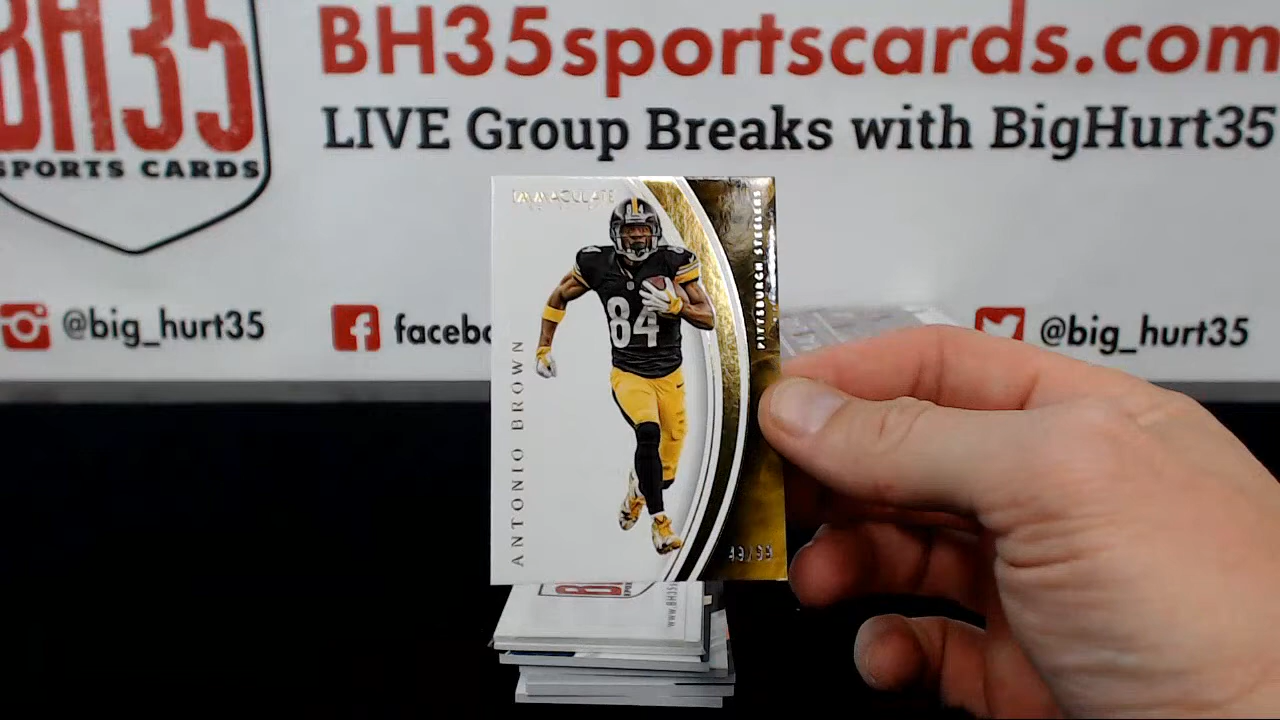 BH35
SPORTS CARDS
BH35sportscards.com
LIVE Group Breaks with BigHurt35
@big_hurt35
facebo
@big_hurt35
IMMACULATE
PITTSBURGH STEELERS
84
84
ANTONIO BROWN